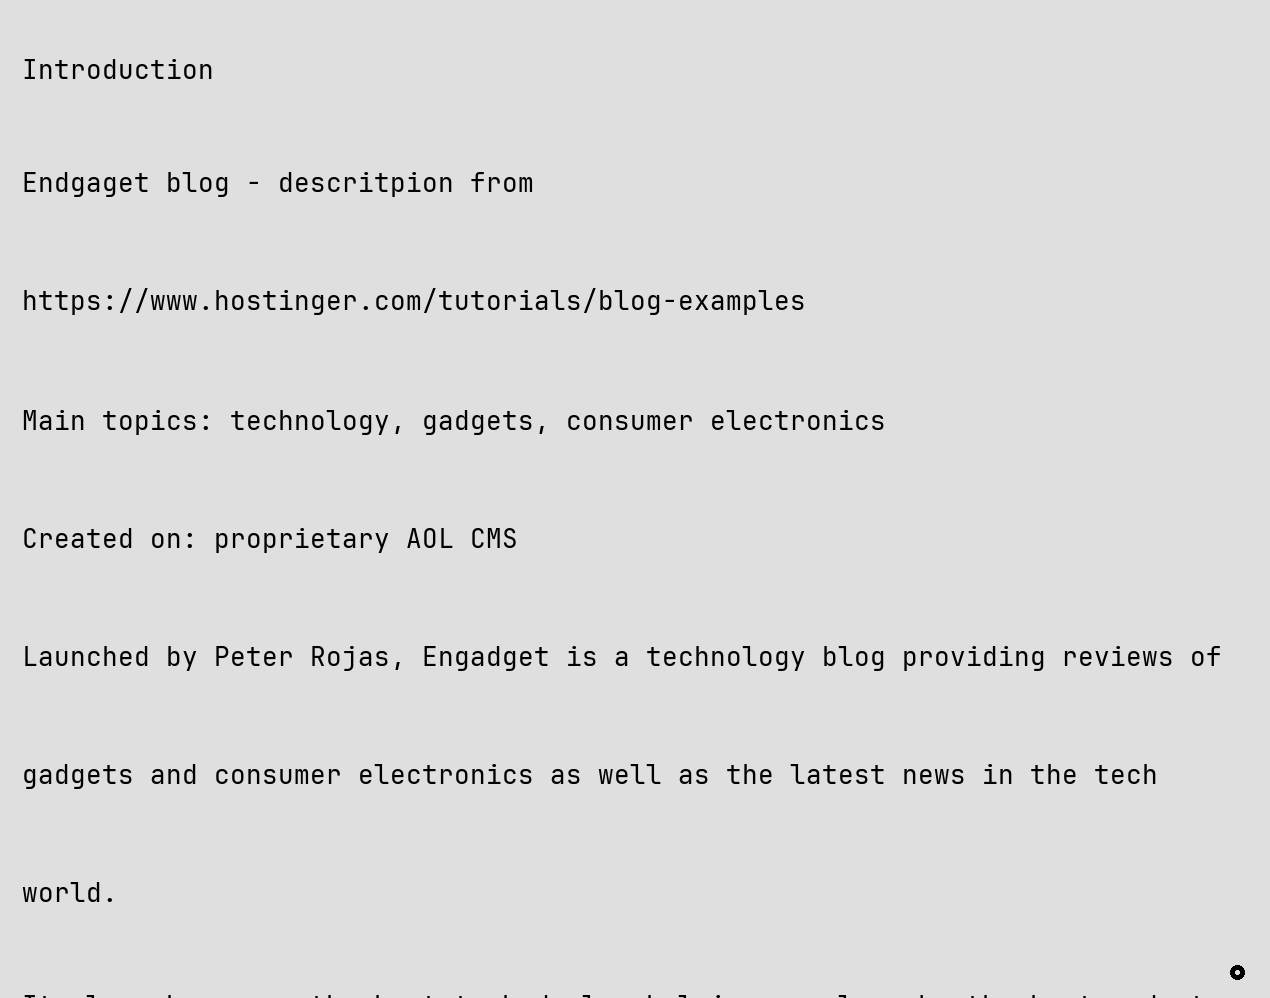 Introduction
Endgaget blog - descritpion from
https://www.hostinger.com/tutorials/blog-examples
Main topics: technology, gadgets, consumer electronics
Created on: proprietary AOL CMS
Launched by Peter Rojas, Engadget is a technology blog providing reviews of
gadgets and consumer electronics as well as the latest news in the tech
world.